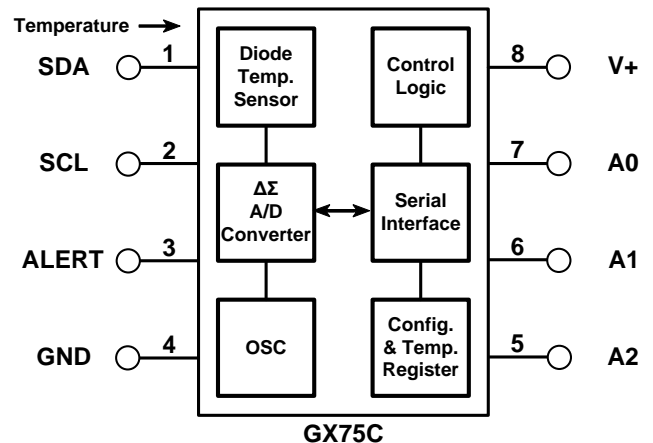 Temperature
1
SDA
2
SCL
3
ALERT
4
GND
Diode
Temp.
Sensor
ΔΣ
A/D
Converter
OSC
Control
Logic
Serial
Interface
Config.
& Temp.
Register
8
V+
7
A0
6
A1
5
A2
GX75C